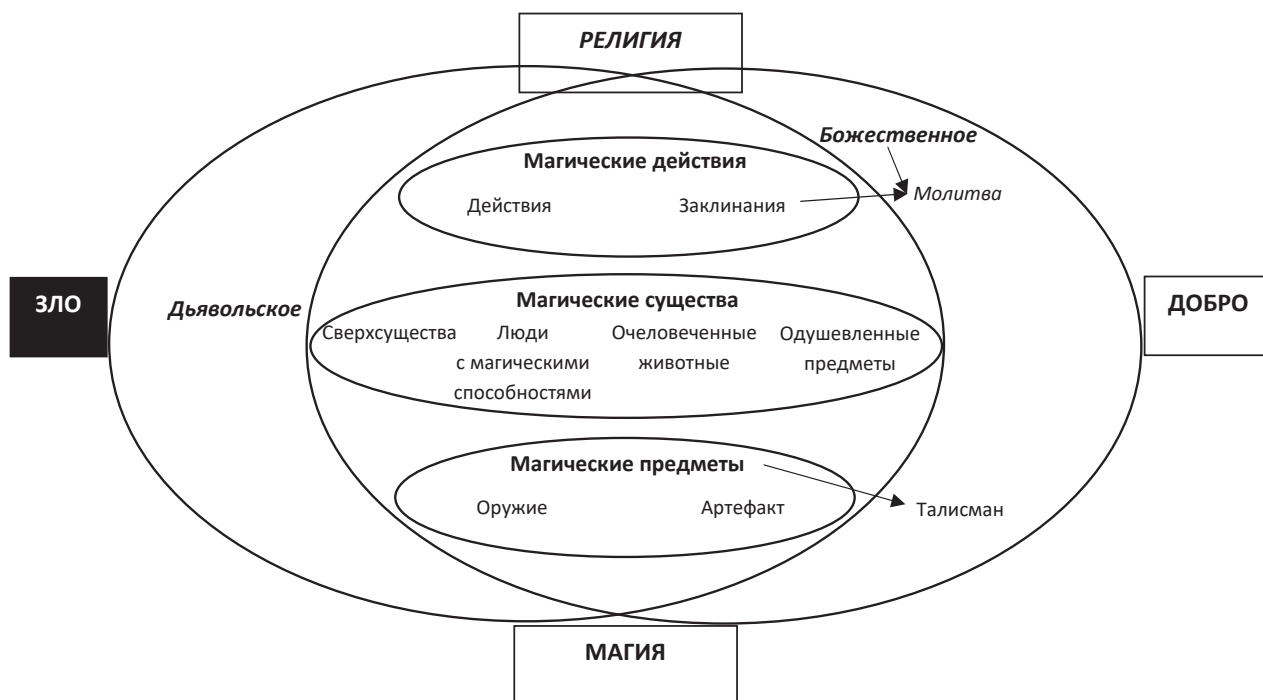 РЕЛИГИЯ
Божественное
Магические действия
Действия Заклинания Молитва
ЗЛО
Дьявольское
ДОБРО
Магические существа
Сверхсущества Люди Очеловеченные Одушевленные
с магическими животные предметы
способностями
Магические предметы
Оружие Артефакт Талисман
МАГИЯ